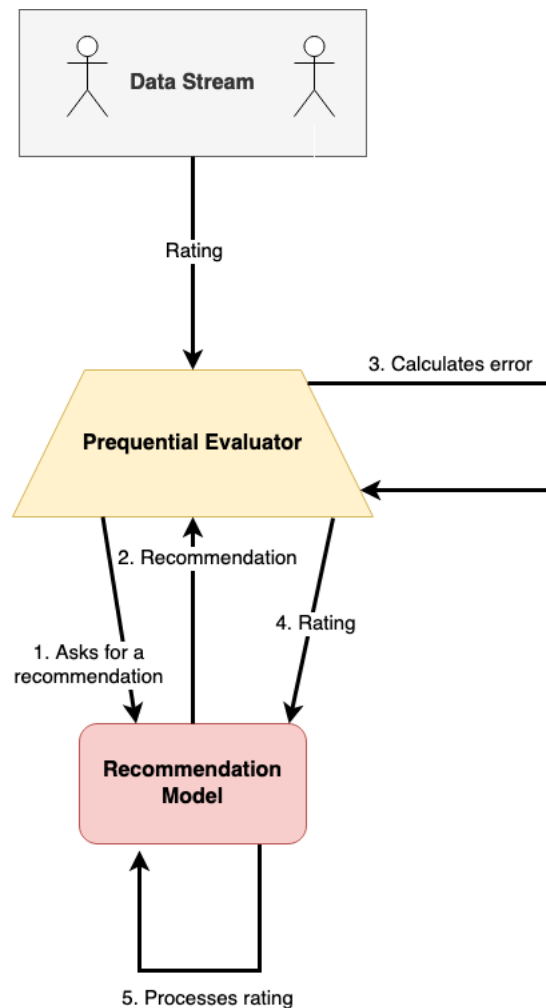 Data Stream
Rating
3. Calculates error
Prequential Evaluator
2. Recommendation
4. Rating
1. Asks for a
recommendation
Recommendation
Model
5. Processes rating